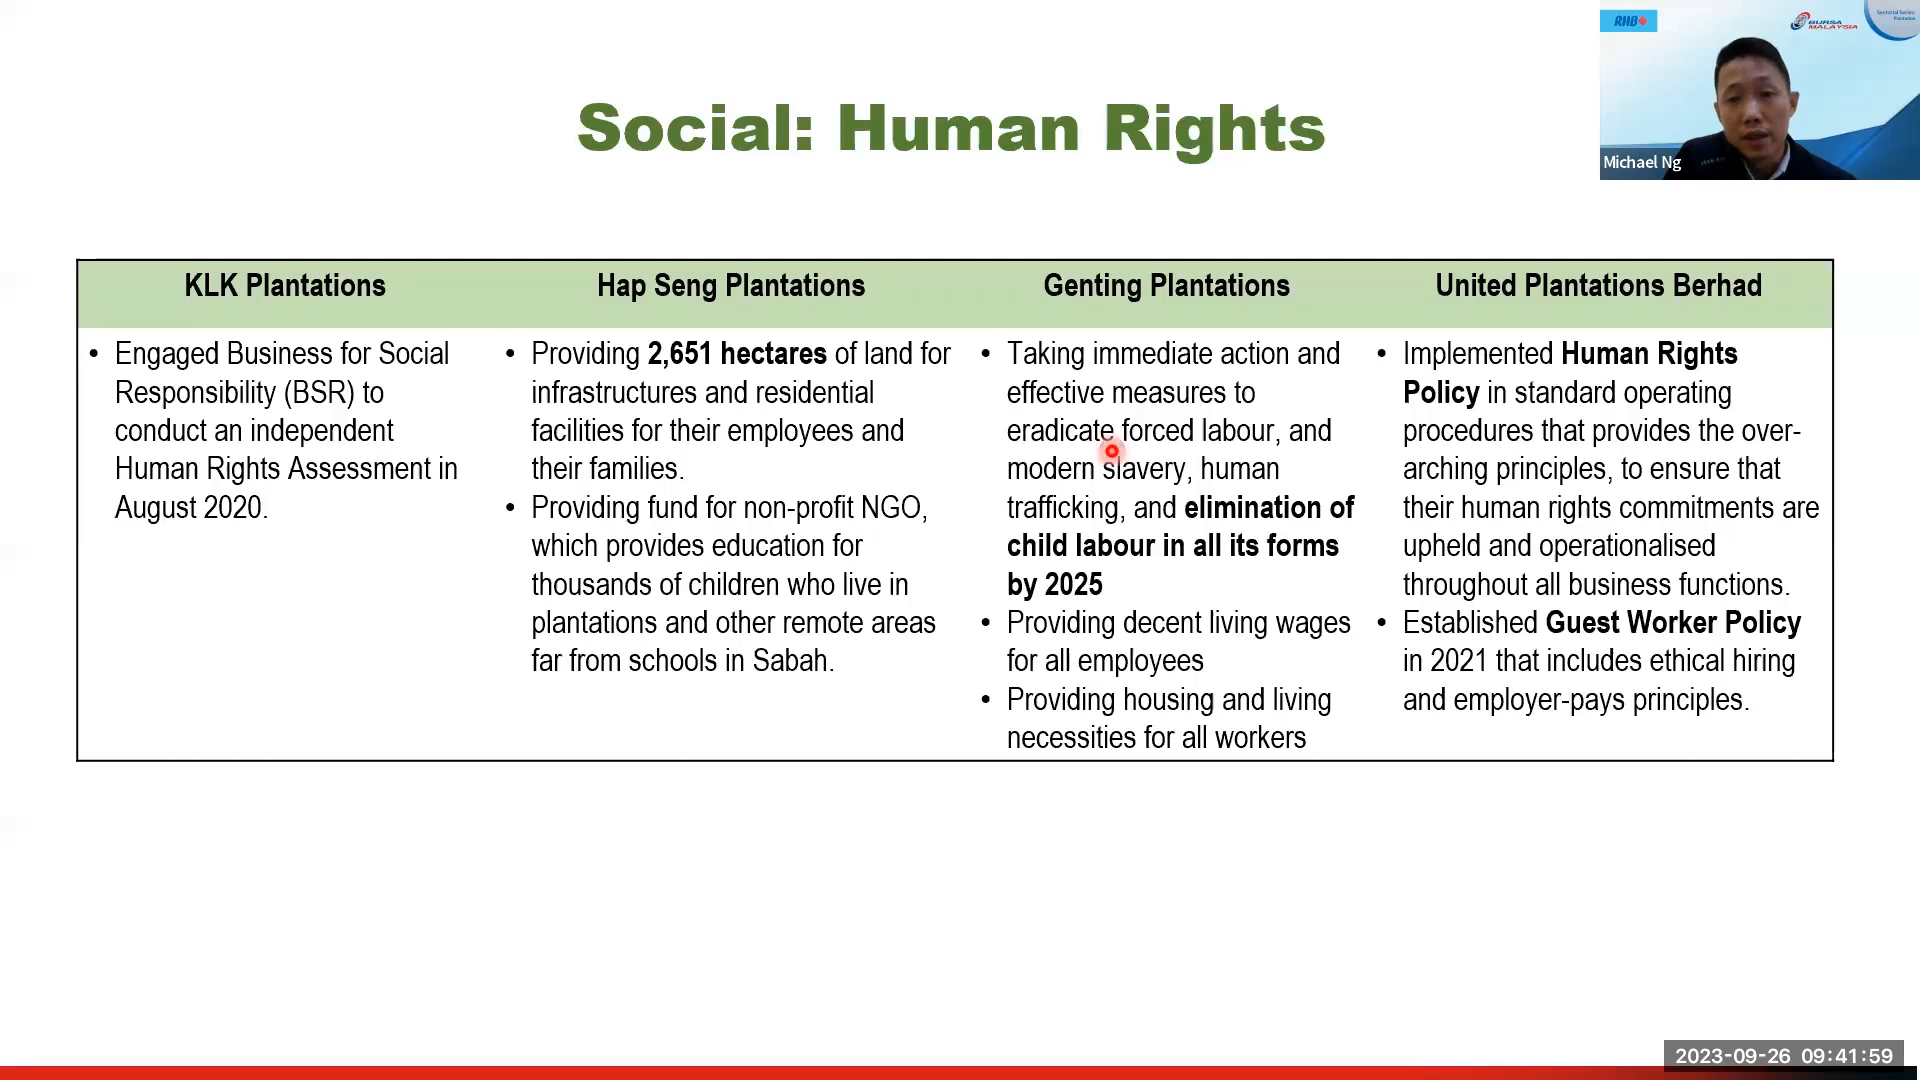 RHB
BURSA
MALAYSIA
Sectorial Series:
Plantation
Michael Ng
Social: Human Rights
KLK Plantations
• Engaged Business for Social
Responsibility (BSR) to
conduct an independent
Human Rights Assessment in
August 2020.
Hap Seng Plantations
• Providing 2,651 hectares of land for
infrastructures and residential
facilities for their employees and
their families.
• Providing fund for non-profit NGO,
which provides education for
thousands of children who live in
plantations and other remote areas
far from schools in Sabah.
Genting Plantations
• Taking immediate action and
effective measures to
eradicate forced labour, and
modern slavery, human
trafficking, and elimination of
child labour in all its forms
by 2025
• Providing decent living wages
for all employees
• Providing housing and living
necessities for all workers
United Plantations Berhad
• Implemented Human Rights
Policy in standard operating
procedures that provides the over-
arching principles, to ensure that
their human rights commitments are
upheld and operationalised
throughout all business functions.
• Established Guest Worker Policy
in 2021 that includes ethical hiring
and employer-pays principles.
2023-09-26 09:41:59